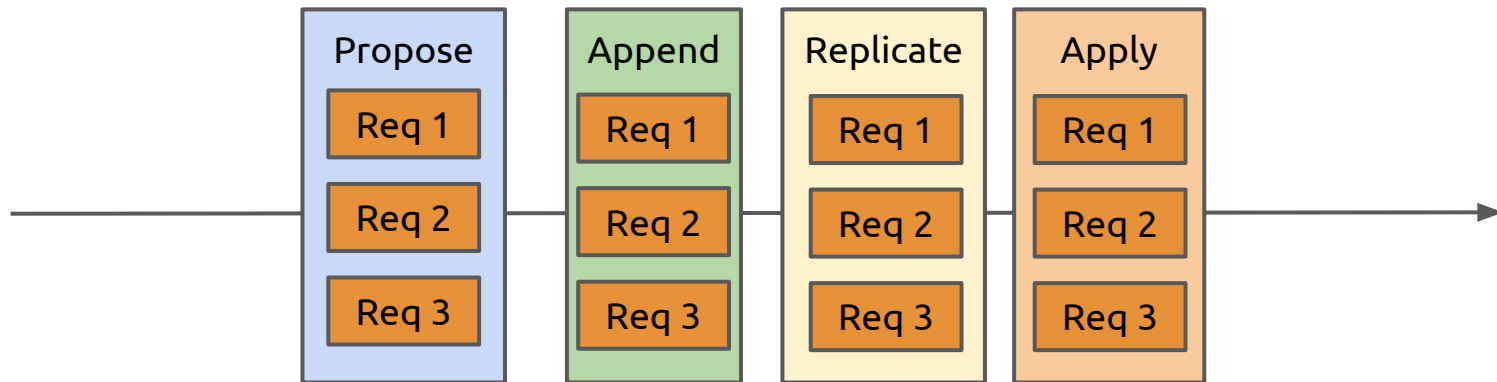 Propose
Req 1
Req 2
Req 3
Append
Req 1
Req 2
Req 3
Replicate
Req 1
Req 2
Req 3
Apply
Req 1
Req 2
Req 3